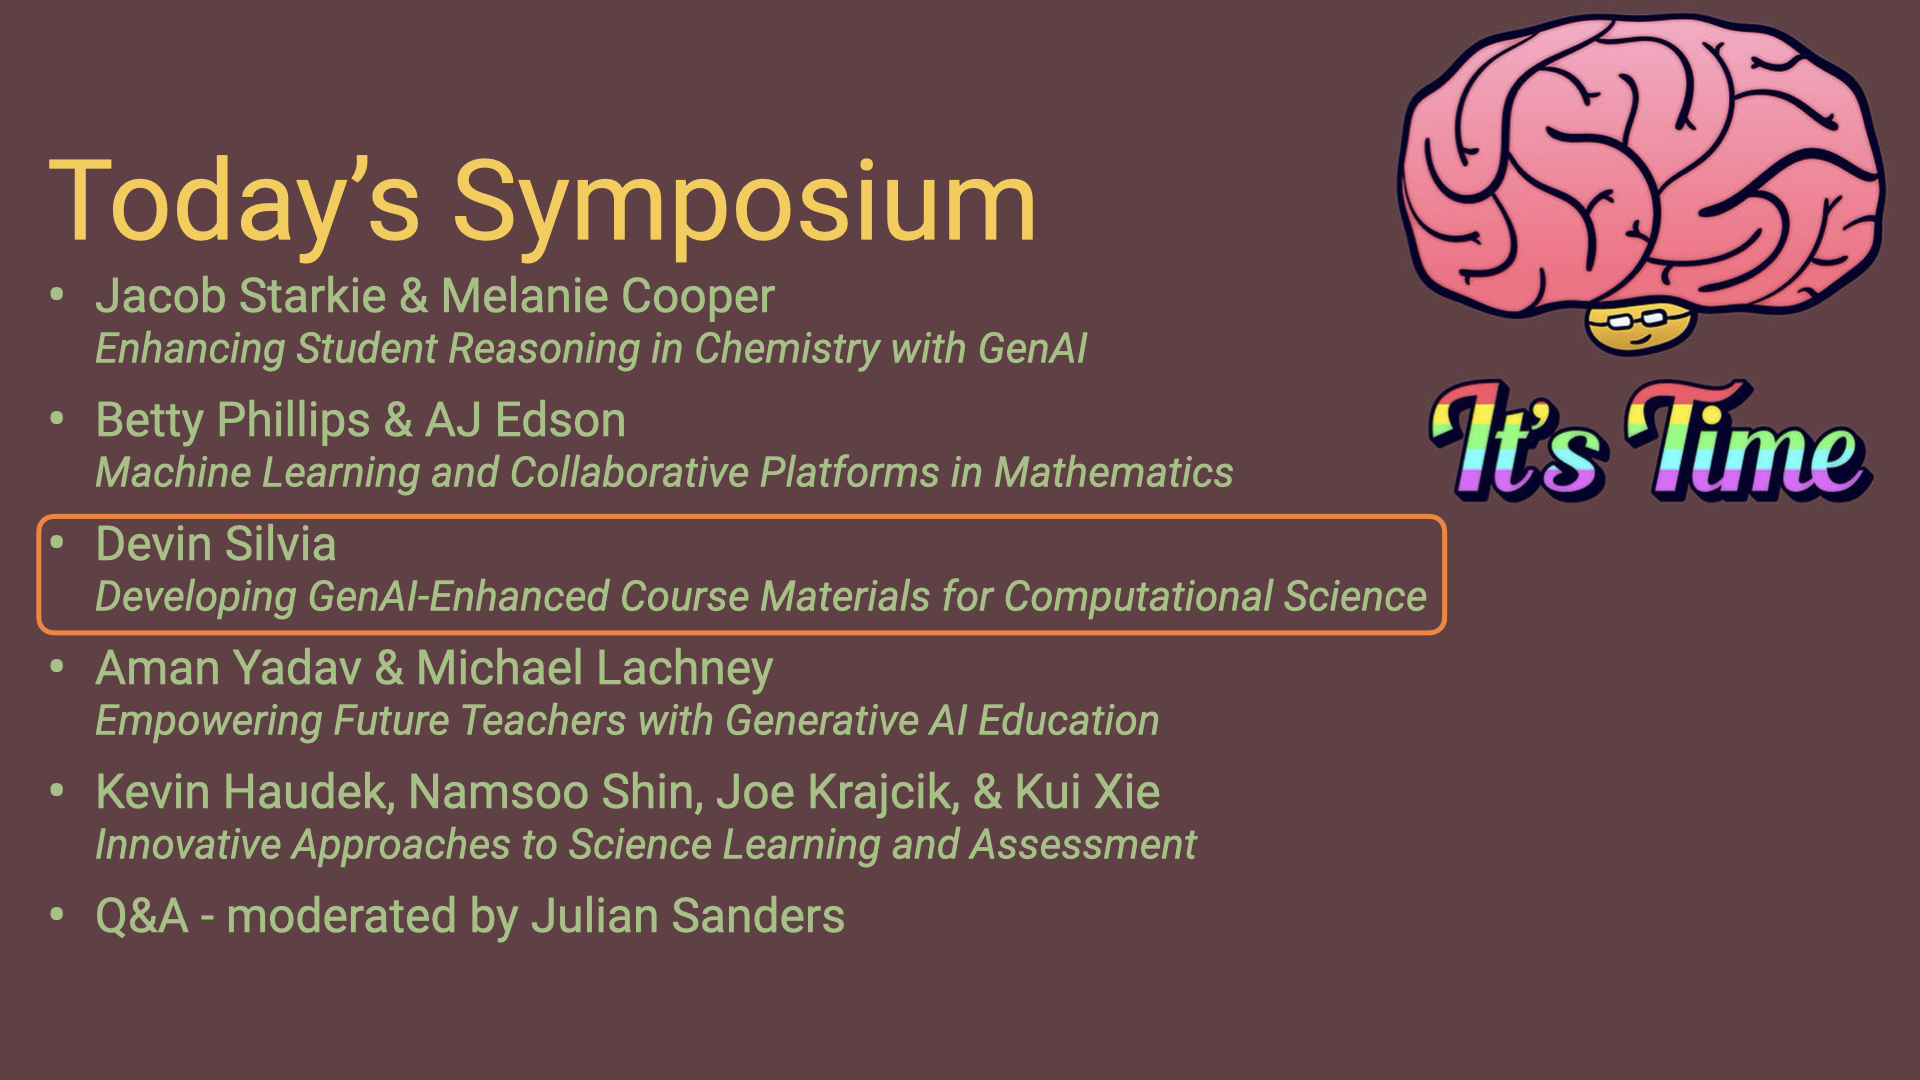 Today’s Symposium
• Jacob Starkie & Melanie Cooper
Enhancing Student Reasoning in Chemistry with GenAI
• Betty Phillips & AJ Edson
Machine Learning and Collaborative Platforms in Mathematics
• Devin Silvia
Developing GenAI-Enhanced Course Materials for Computational Science
• Aman Yadav & Michael Lachney
Empowering Future Teachers with Generative AI Education
• Kevin Haudek, Namsoo Shin, Joe Krajcik, & Kui Xie
Innovative Approaches to Science Learning and Assessment
• Q&A - moderated by Julian Sanders
It's Time